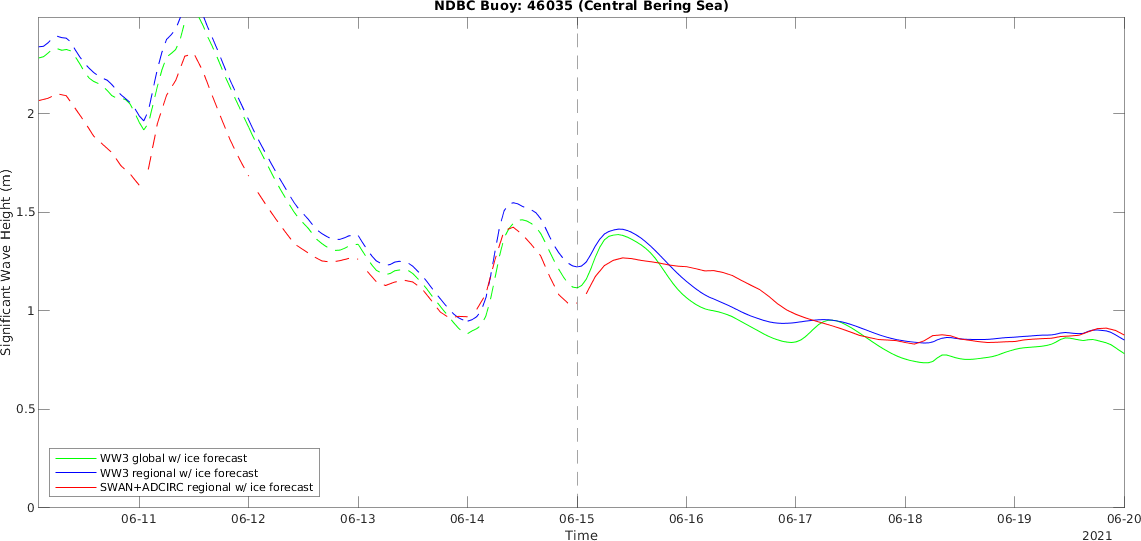 NDBC Buoy: 46035 (Central Bering Sea)
Significant Wave Height (m)
2
1.5
1
0.5
0
WW3 global w/ ice forecast
WW3 regional w/ ice forecast
SWAN+ADCIRC regional w/ ice forecast
06-11 06-12 06-13 06-14 06-15 06-16 06-17 06-18 06-19 06-20
Time
2021